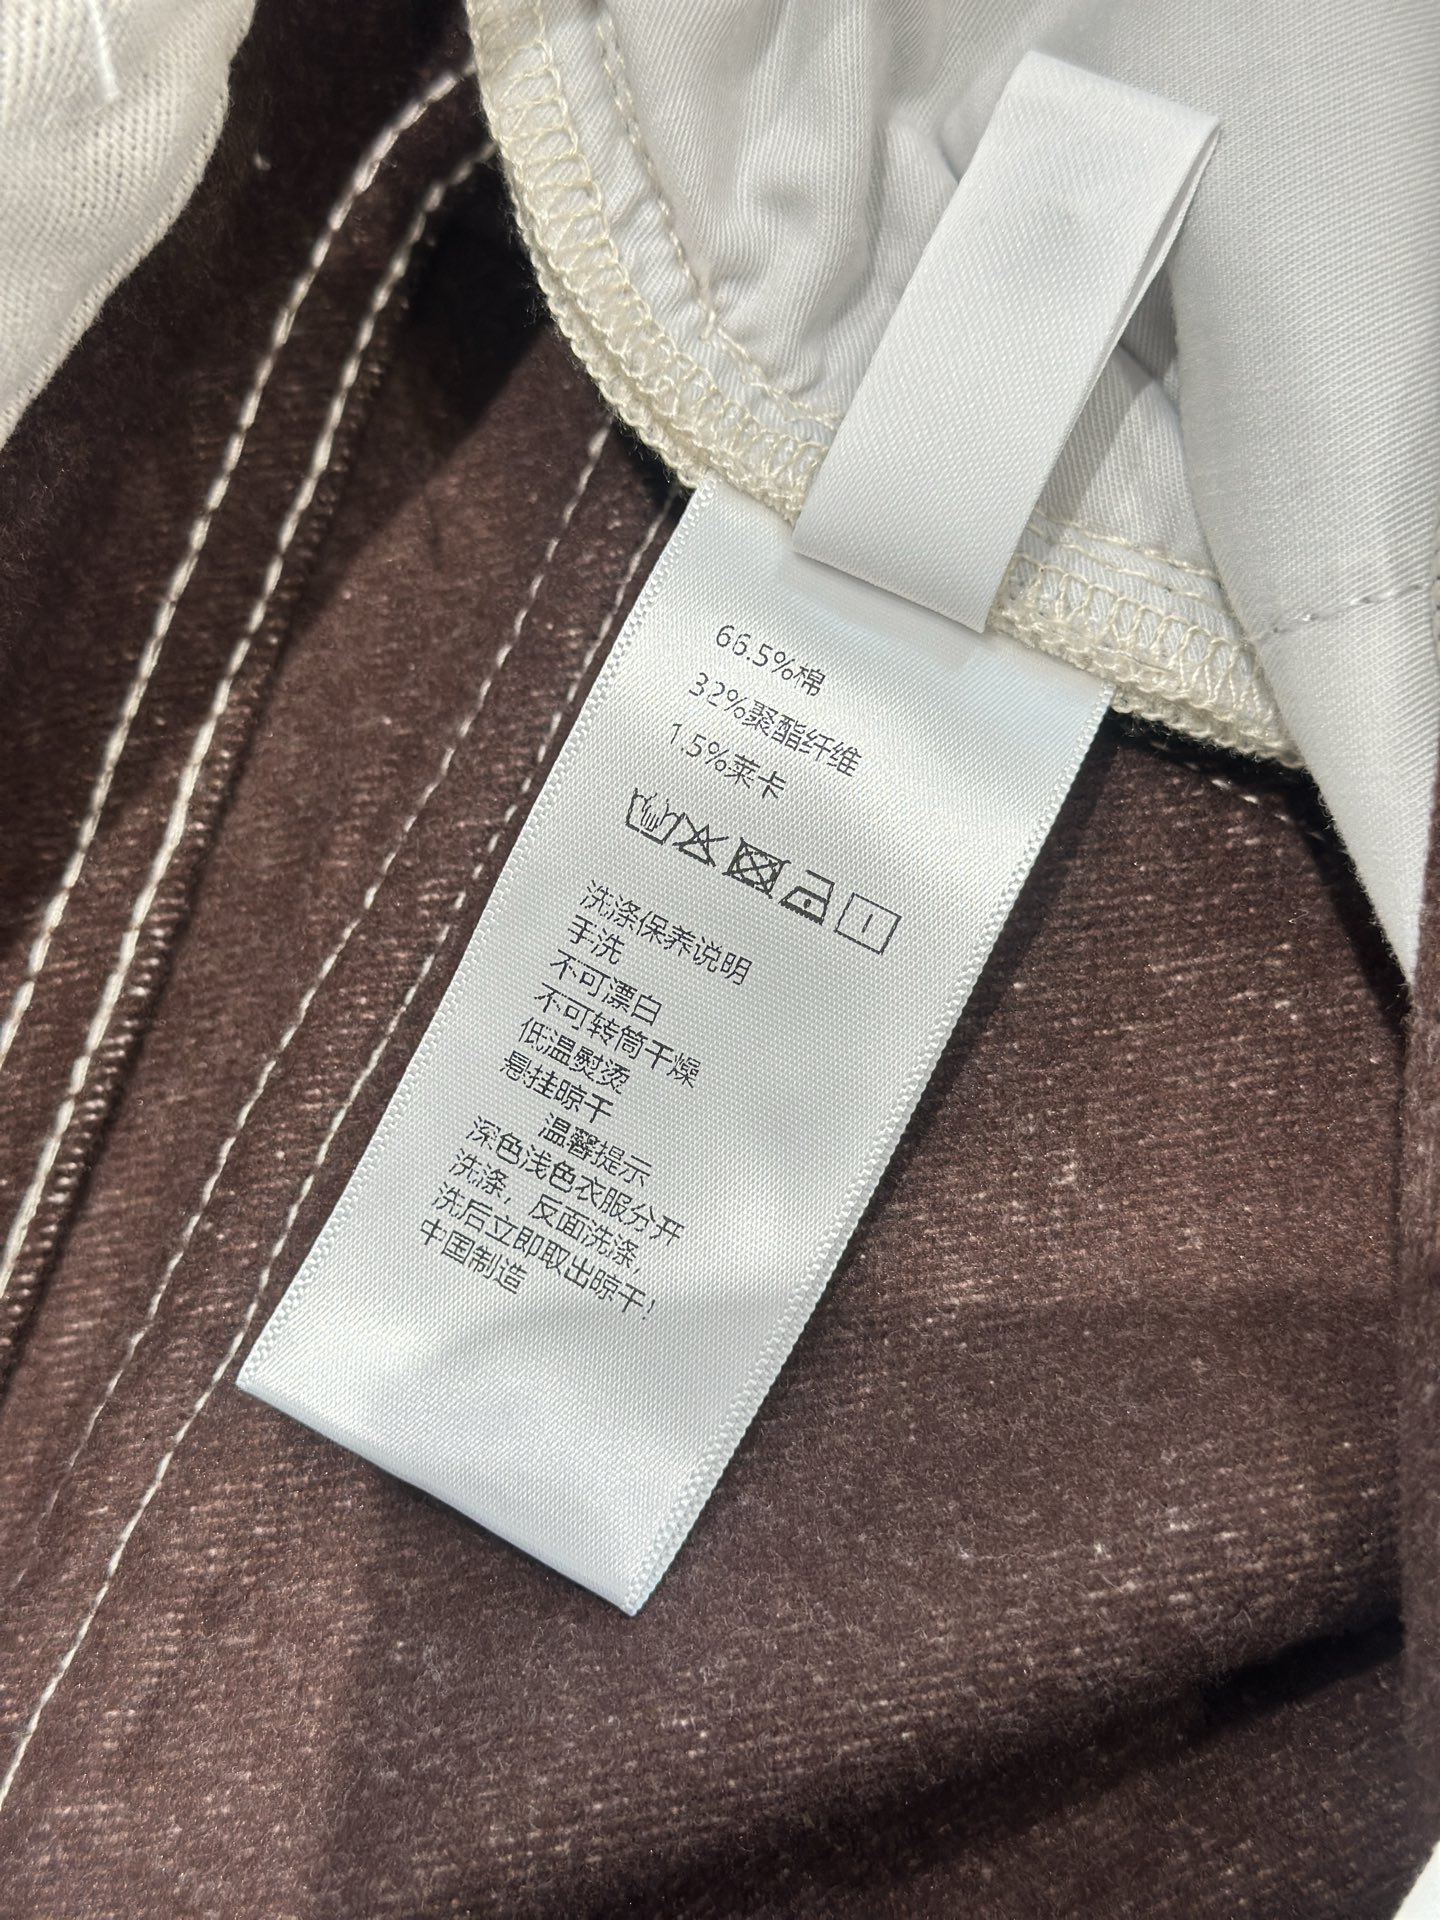 66.5%棉
32%聚酯纤维
1.5%莱卡
洗涤保养说明
手洗
不可漂白
不可转筒干燥
低温熨烫
悬挂晾干
温馨提示
深色浅色衣服分开
洗涤，反面洗涤，
洗后立即取出晾干！
中国制造